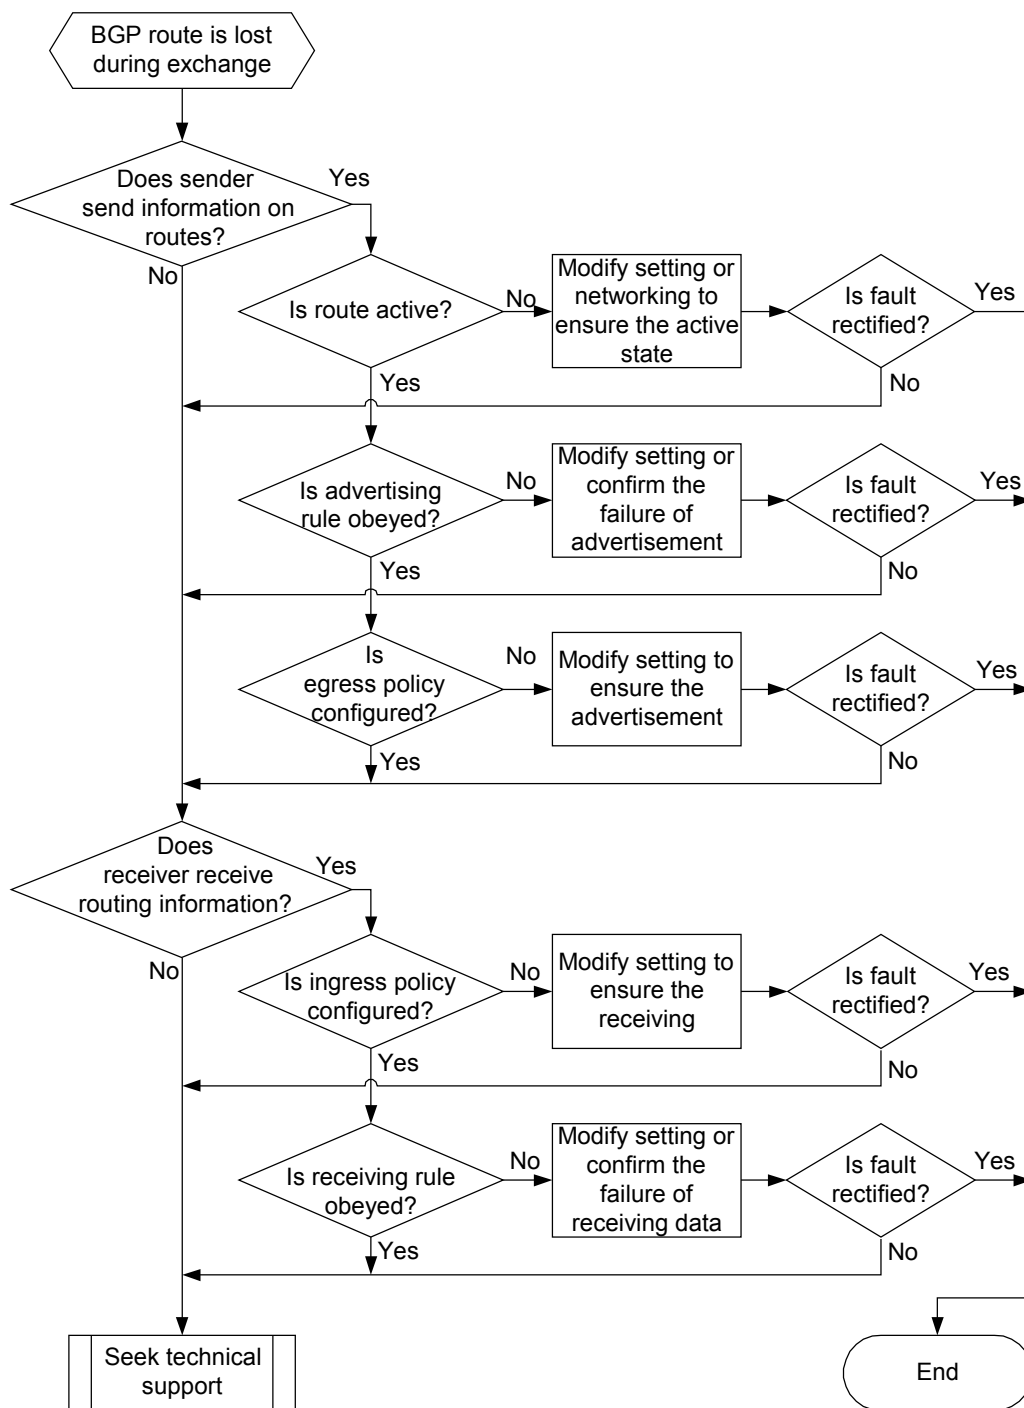 BGP route is lost
during exchange
Does sender
send information on
routes?
Yes
No
Is route active?
No
Modify setting or
networking to
ensure the active
state
Is fault
rectified?
Yes
Yes
No
Is advertising
rule obeyed?
No
Modify setting or
confirm the
failure of
advertisement
Is fault
rectified?
Yes
Yes
No
Is
egress policy
configured?
No
Modify setting to
ensure the
advertisement
Is fault
rectified?
Yes
Yes
No
Does
receiver receive
routing information?
Yes
No
Is ingress policy
configured?
No
Modify setting to
ensure the
receiving
Is fault
rectified?
Yes
Yes
No
Is receiving rule
obeyed?
No
Modify setting or
confirm the
failure of
receiving data
Is fault
rectified?
Yes
Yes
No
Seek technical
support
End